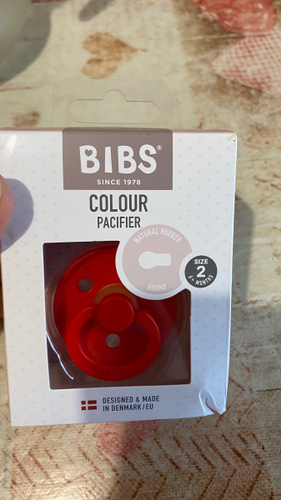 BIBS®
SINCE 1978
COLOUR
PACIFIER
NATURAL RUBBER
ROUND
SIZE
2
6+ MONTHS
DESIGNED & MADE
IN DENMARK/EU